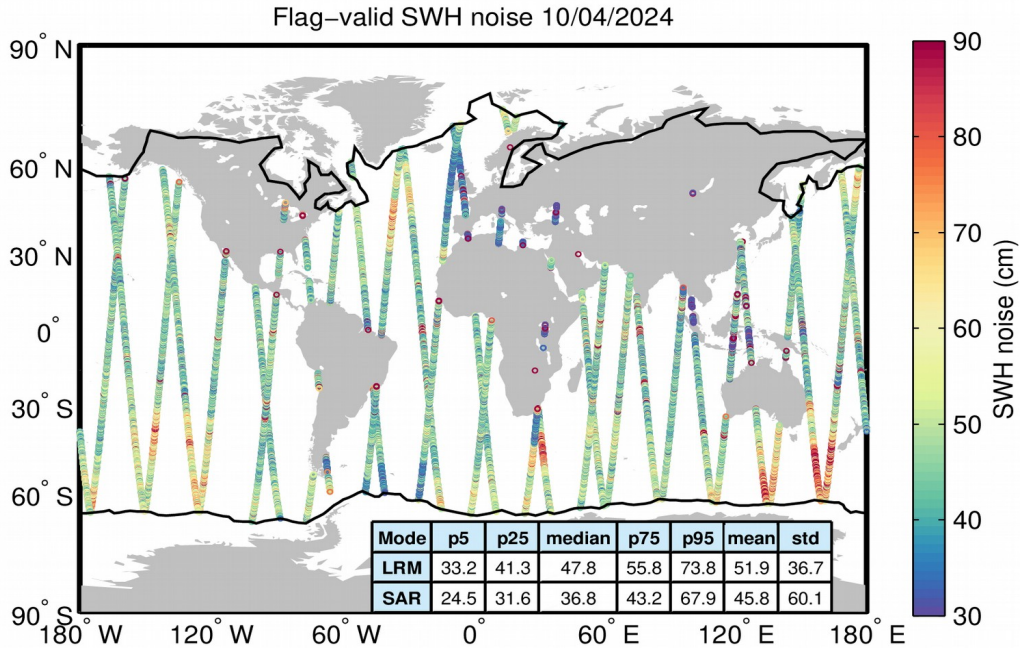 Flag−valid SWH noise 10/04/2024
90° N
60° N
30° N
0°
30° S
60° S
90° S
180° W
120° W
60° W
0°
60° E
120° E
180° E
Mode p5 p25 median p75 p95 mean std
LRM 33.2 41.3 47.8 55.8 73.8 51.9 36.7
SAR 24.5 31.6 36.8 43.2 67.9 45.8 60.1
90
80
70
60
50
40
30
SWH noise (cm)